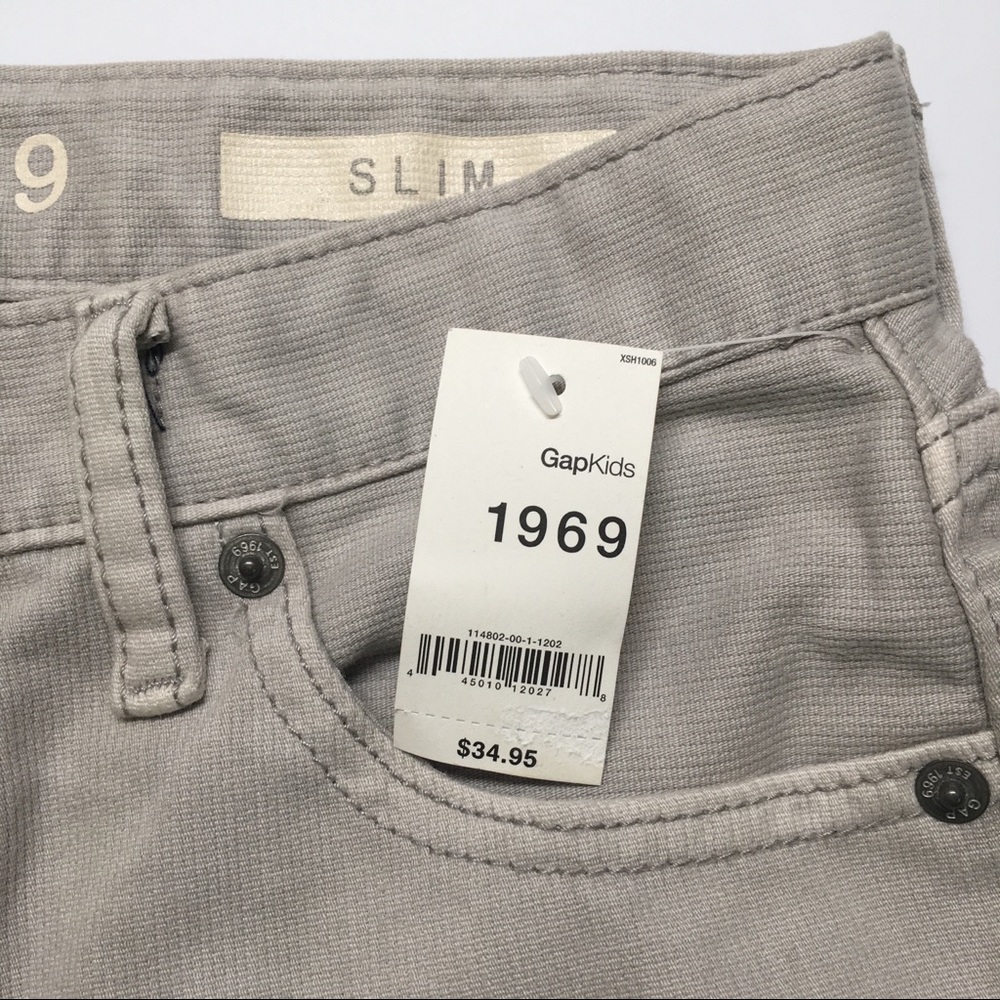 9
SLIM
XSH1006
GapKids
1969
114802-00-1-1202
4 45010 12027 8
$34.95
GAP
EST 1969
GAP
EST 1969